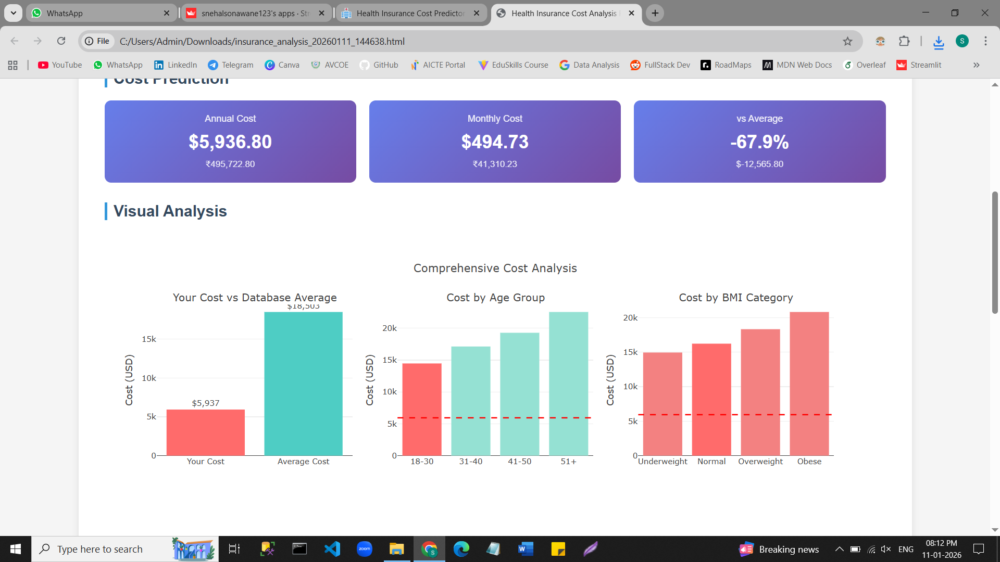 WhatsApp
snehalsonawane123's apps · Str
Health Insurance Cost Predictor
Health Insurance Cost Analysis
File
C:/Users/Admin/Downloads/insurance_analysis_20260111_144638.html
S
YouTube
WhatsApp
LinkedIn
Telegram
Canva
AVCOE
GitHub
AICTE Portal
EduSkills Course
Data Analysis
FullStack Dev
RoadMaps
MDN Web Docs
Overleaf
Streamlit
Cost Prediction
Annual Cost
$5,936.80
₹495,722.80
Monthly Cost
$494.73
₹41,310.23
vs Average
-67.9%
$-12,565.80
Visual Analysis
Comprehensive Cost Analysis
Your Cost vs Database Average
$18,503
15k
10k
5k
0
Cost (USD)
$5,937
Your Cost
Average Cost
Cost by Age Group
20k
15k
10k
5k
0
Cost (USD)
18-30
31-40
41-50
51+
Cost by BMI Category
20k
15k
10k
5k
0
Cost (USD)
Underweight
Normal
Overweight
Obese
Type here to search
zoom
Breaking news
ENG
08:12 PM
11-01-2026